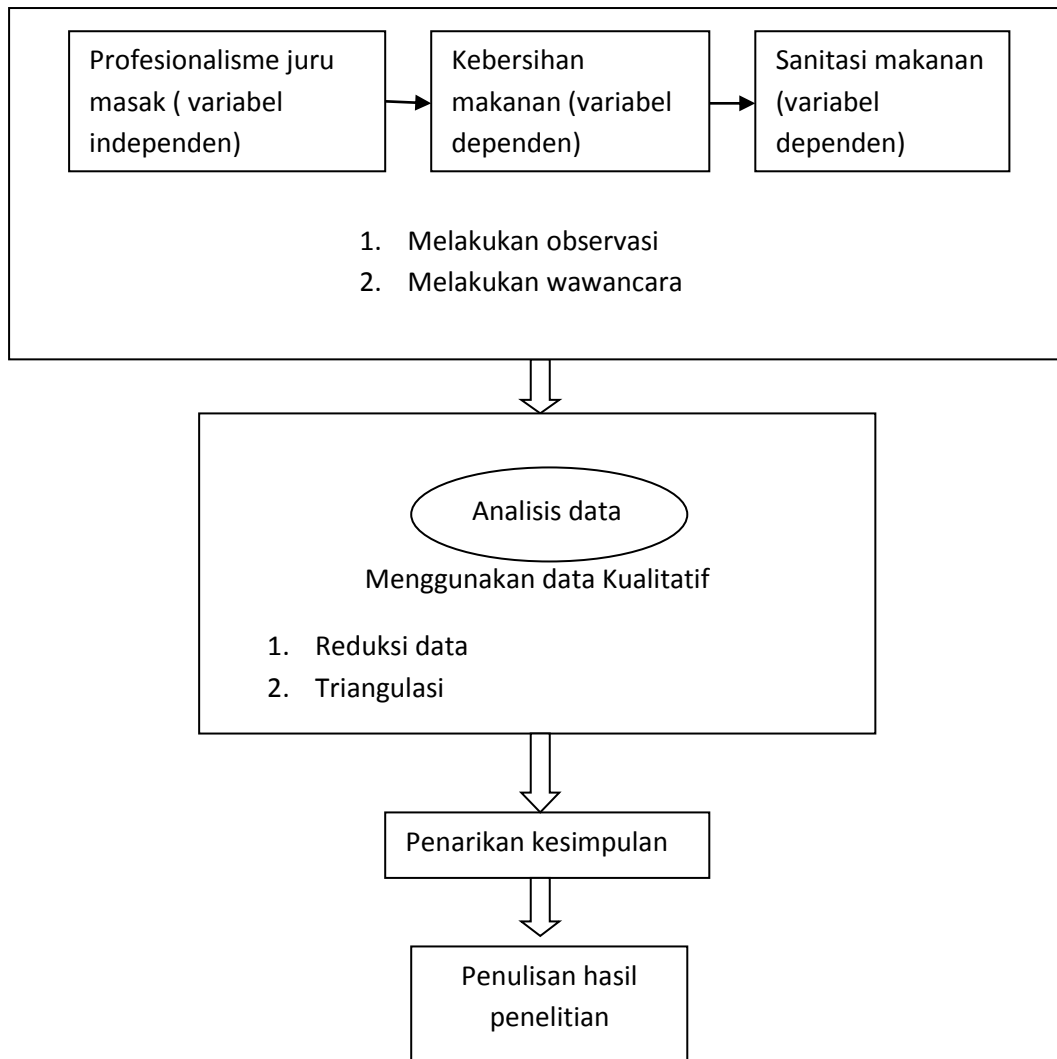 Profesionalisme juru
masak ( variabel
independen)
Kebersihan
makanan (variabel
dependen)
Sanitasi makanan
(variabel
dependen)
1. Melakukan observasi
2. Melakukan wawancara
Analisis data
Menggunakan data Kualitatif
1. Reduksi data
2. Triangulasi
Penarikan kesimpulan
Penulisan hasil
penelitian